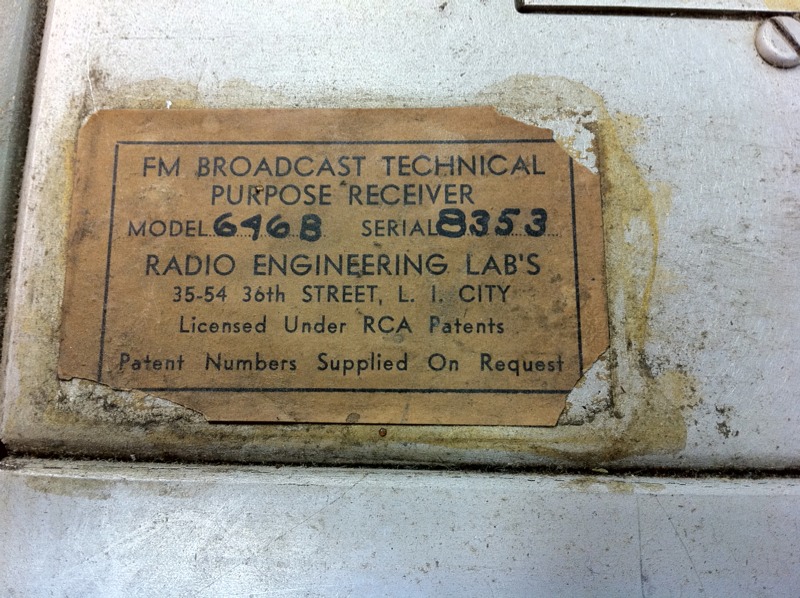 FM BROADCAST TECHNICAL
PURPOSE RECEIVER
MODEL 646B SERIAL 8353
RADIO ENGINEERING LAB'S
35-54 36th STREET, L. I. CITY
Licensed Under RCA Patents
Patent Numbers Supplied On Request